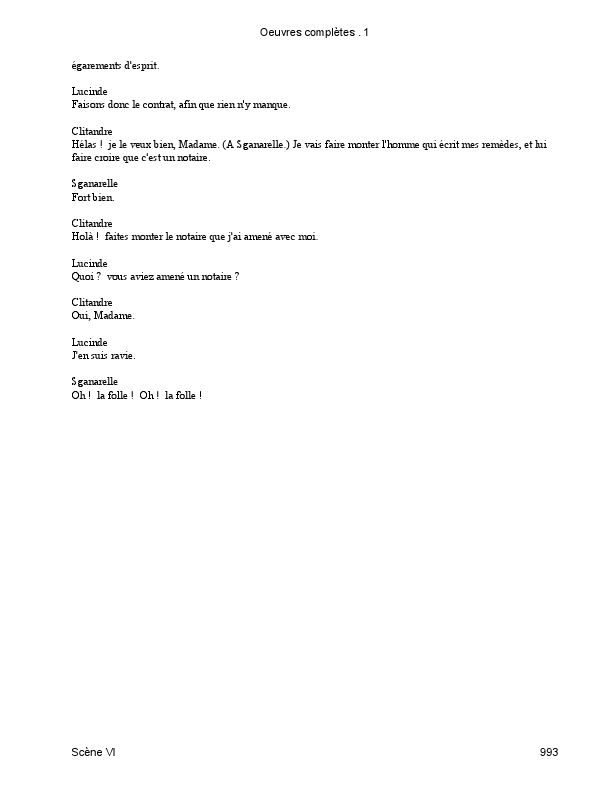 Oeuvres complètes . 1
égarements d'esprit.
Lucinde
Faisons donc le contrat, afin que rien n'y manque.
Clitandre
Hélas !  je le veux bien, Madame. (A Sganarelle.) Je vais faire monter l'homme qui écrit mes remèdes, et lui
faire croire que c'est un notaire.
Sganarelle
Fort bien.
Clitandre
Holà !  faites monter le notaire que j'ai amené avec moi.
Lucinde
Quoi ?  vous aviez amené un notaire ?
Clitandre
Oui, Madame.
Lucinde
J'en suis ravie.
Sganarelle
Oh !  la folle !  Oh !  la folle !
Scène VI
993